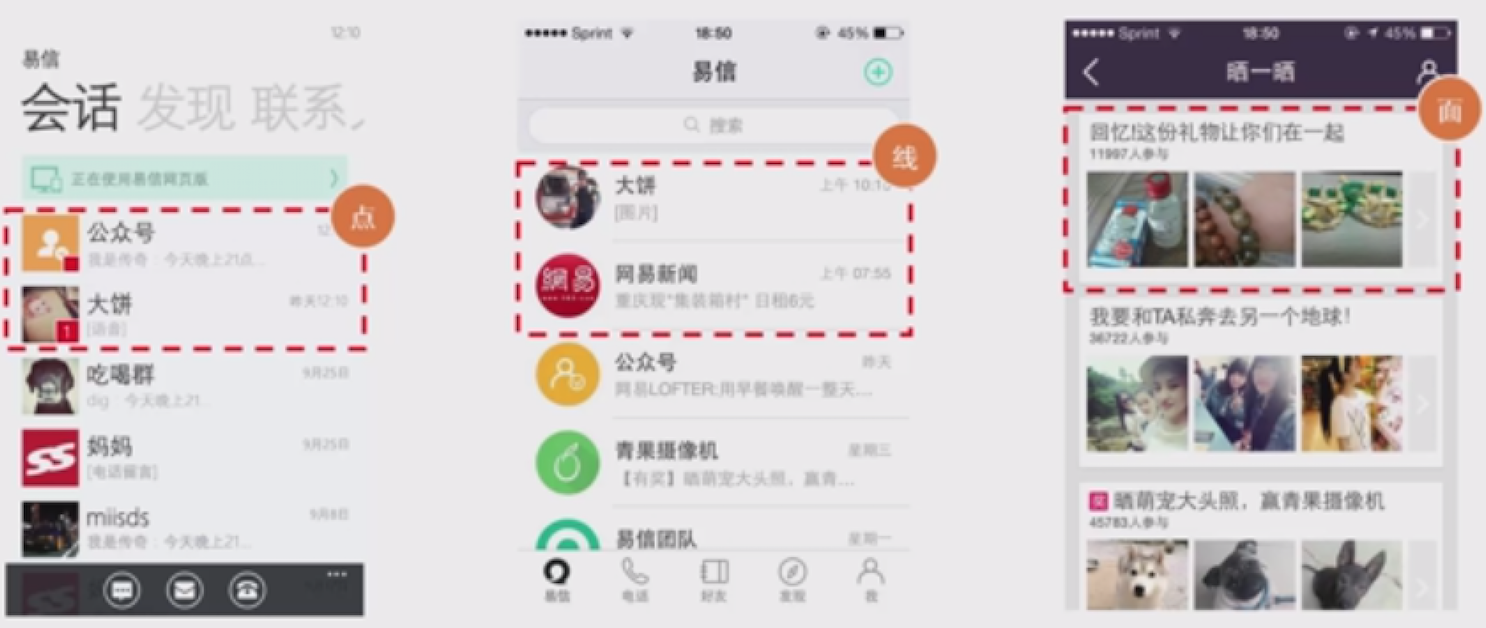 12:10
易信
会话 发现 联系
正在使用易信网页版
点
公众号
我是传奇：今天晚上21点...
大饼
昨天12:10
[语音]
1
吃喝群
9月25日
dig：今天晚上21...
妈妈
9月25日
[电话留言]
miisds
9月8日
我是传奇：今天晚上21...
Sprint
18:50
45%
易信
搜索
线
大饼
上午 10:10
[图片]
網易
网易新闻
上午 07:55
重庆现"集装箱村" 日租6元
公众号
昨天
网易LOFTER:用早餐唤醒一整天...
青果摄像机
星期三
【有奖】晒萌宠大头照，赢青...
易信团队
星期一
易信
电话
好友
发现
我
Sprint
18:50
45%
晒一晒
面
回忆!这份礼物让你们在一起
11997人参与
我要和TA私奔去另一个地球!
36722人参与
奖 晒萌宠大头照，赢青果摄像机
45783人参与